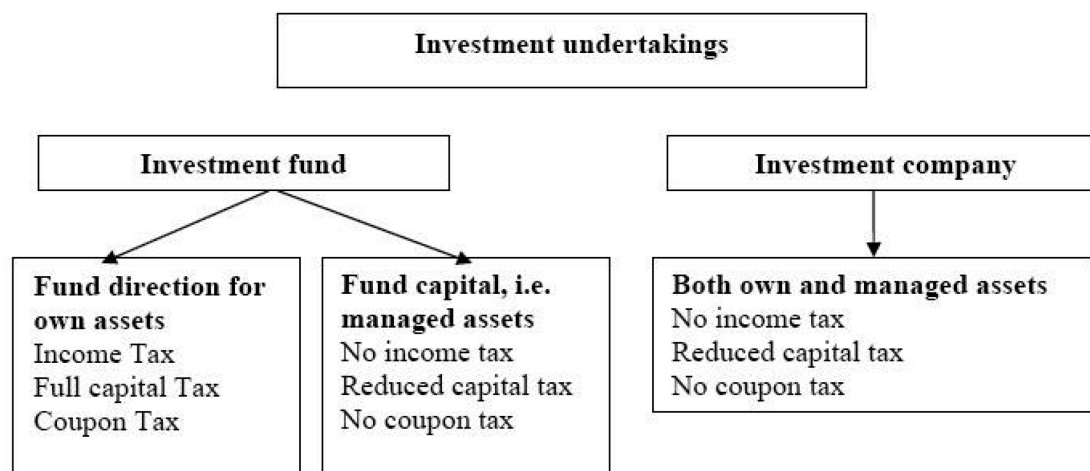 Investment undertakings
Investment fund
Investment company
Fund direction for
own assets
Income Tax
Full capital Tax
Coupon Tax
Fund capital, i.e.
managed assets
No income tax
Reduced capital tax
No coupon tax
Both own and managed assets
No income tax
Reduced capital tax
No coupon tax